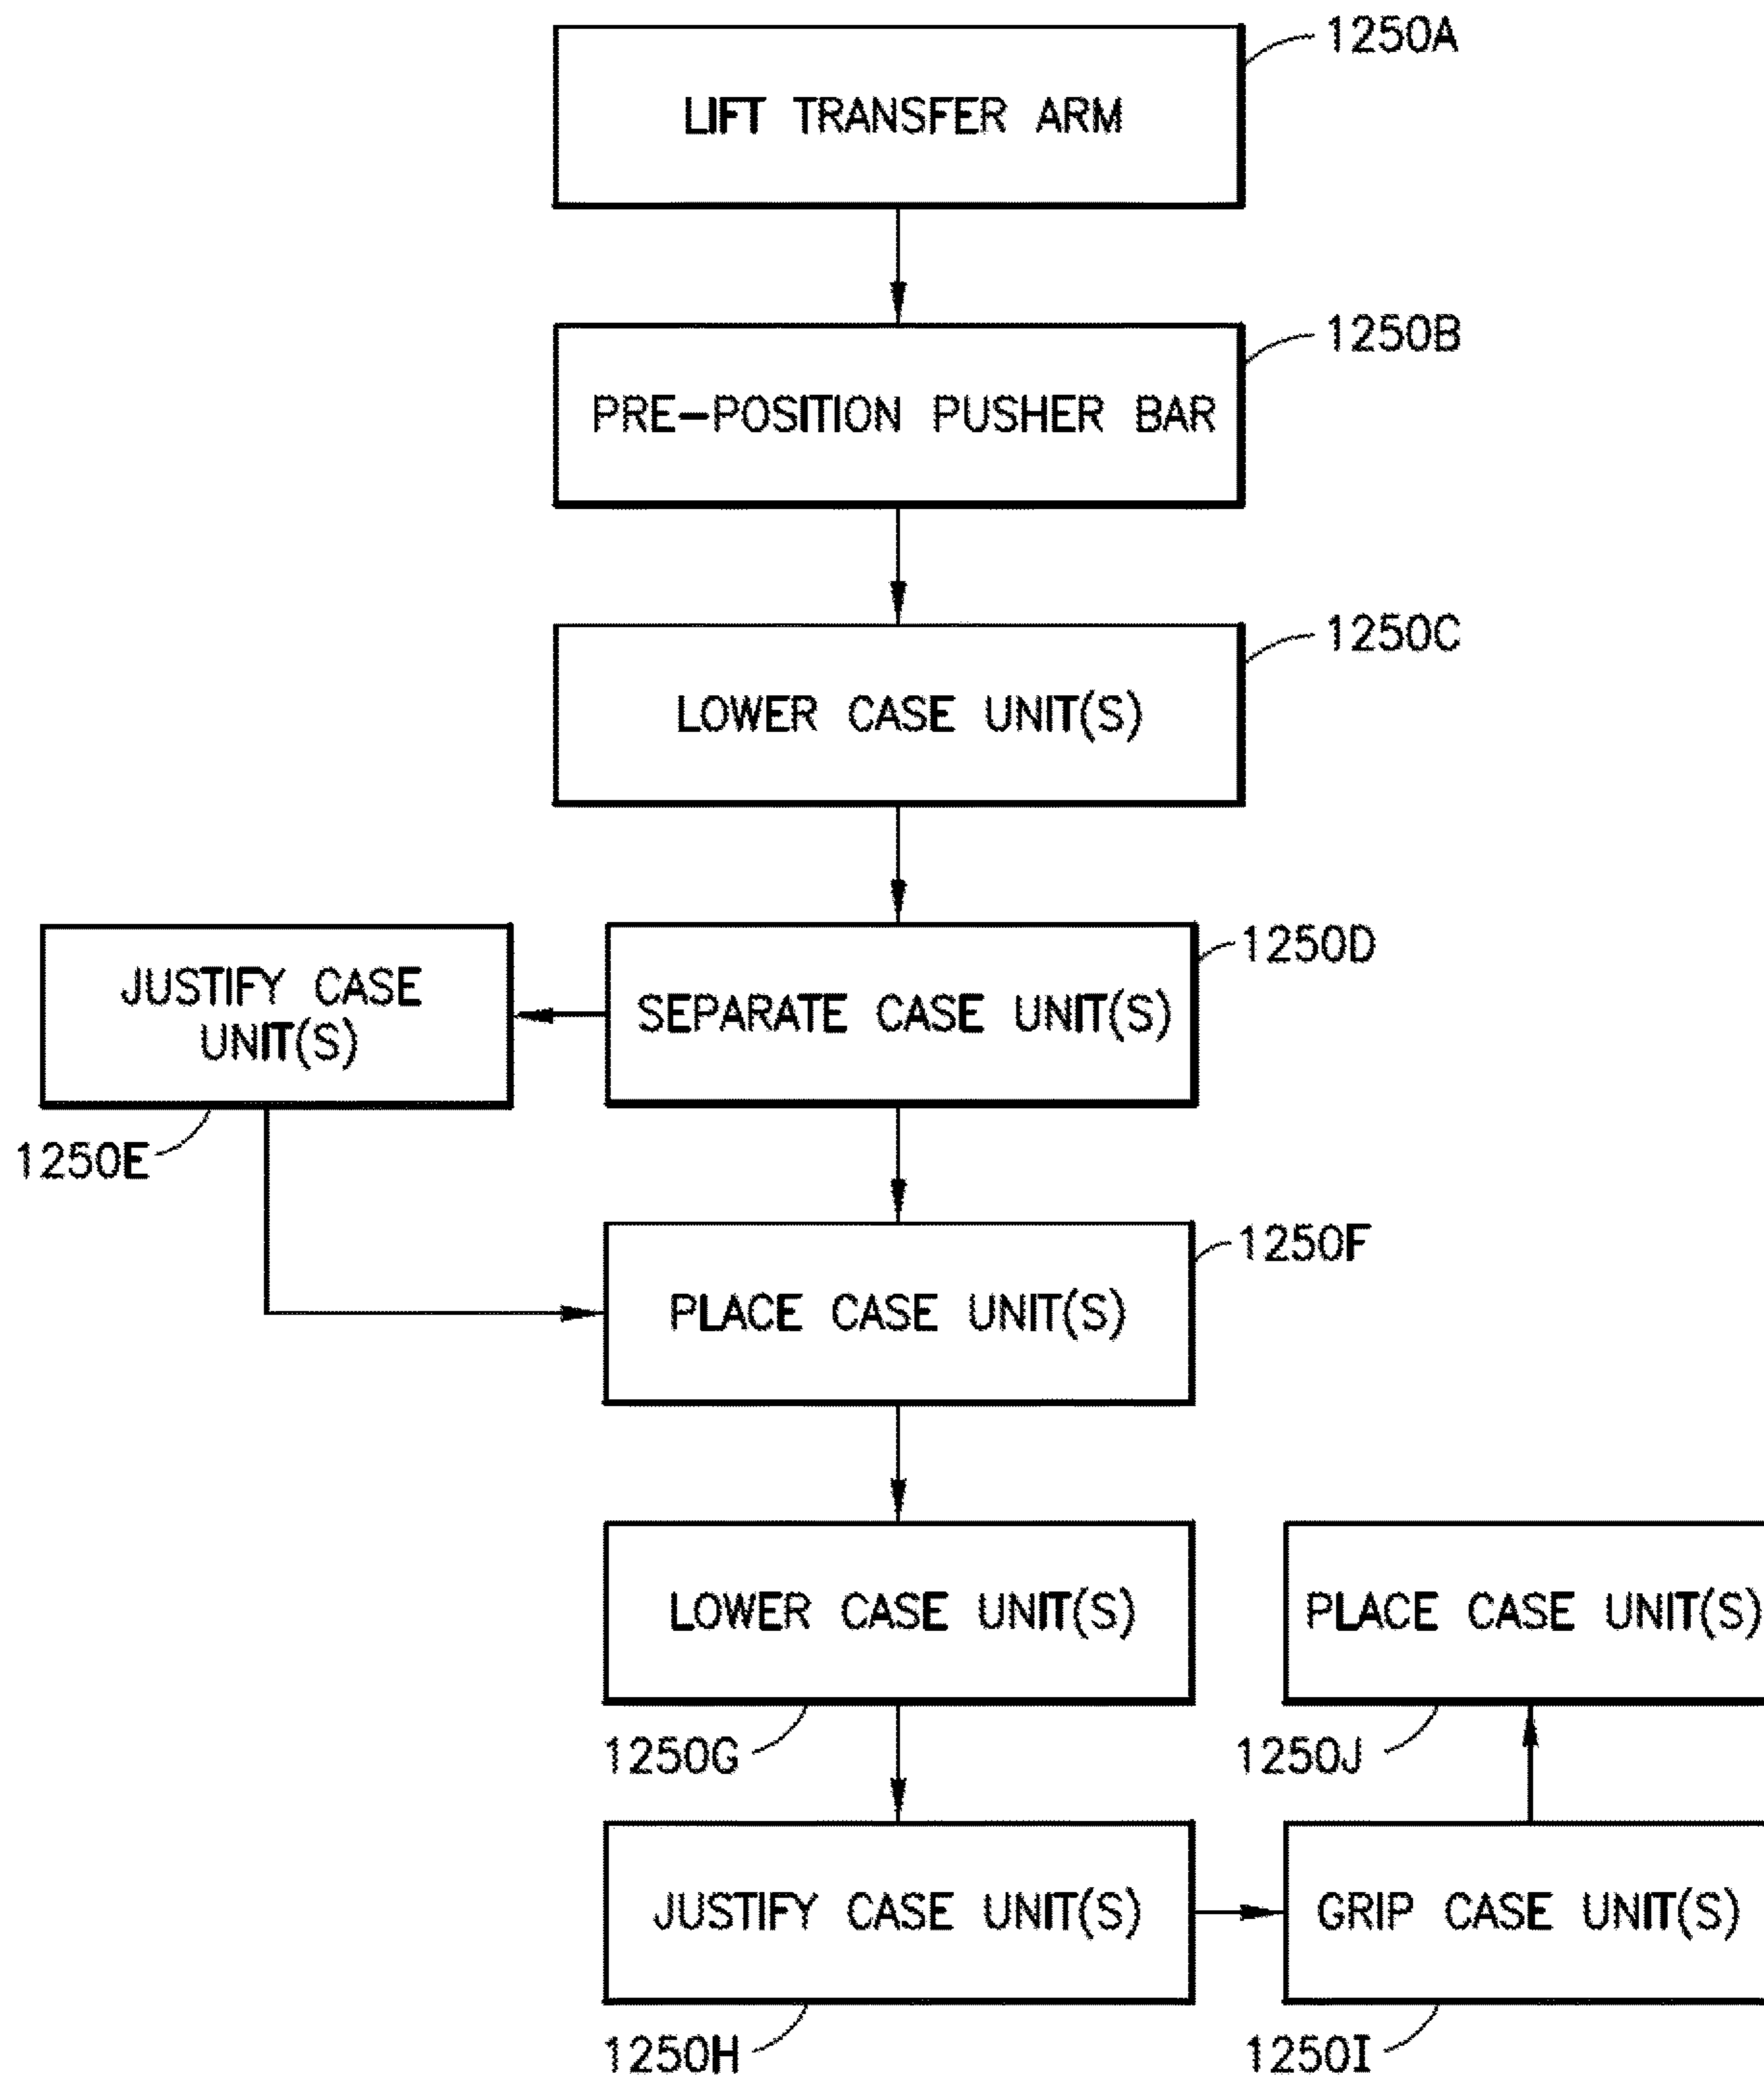 1250A
LIFT TRANSFER ARM
1250B
PRE-POSITION PUSHER BAR
1250C
LOWER CASE UNIT(S)
1250D
JUSTIFY CASE
UNIT(S)
SEPARATE CASE UNIT(S)
1250E
1250F
PLACE CASE UNIT(S)
LOWER CASE UNIT(S)
PLACE CASE UNIT(S)
1250G
1250J
JUSTIFY CASE UNIT(S)
GRIP CASE UNIT(S)
1250H
1250I